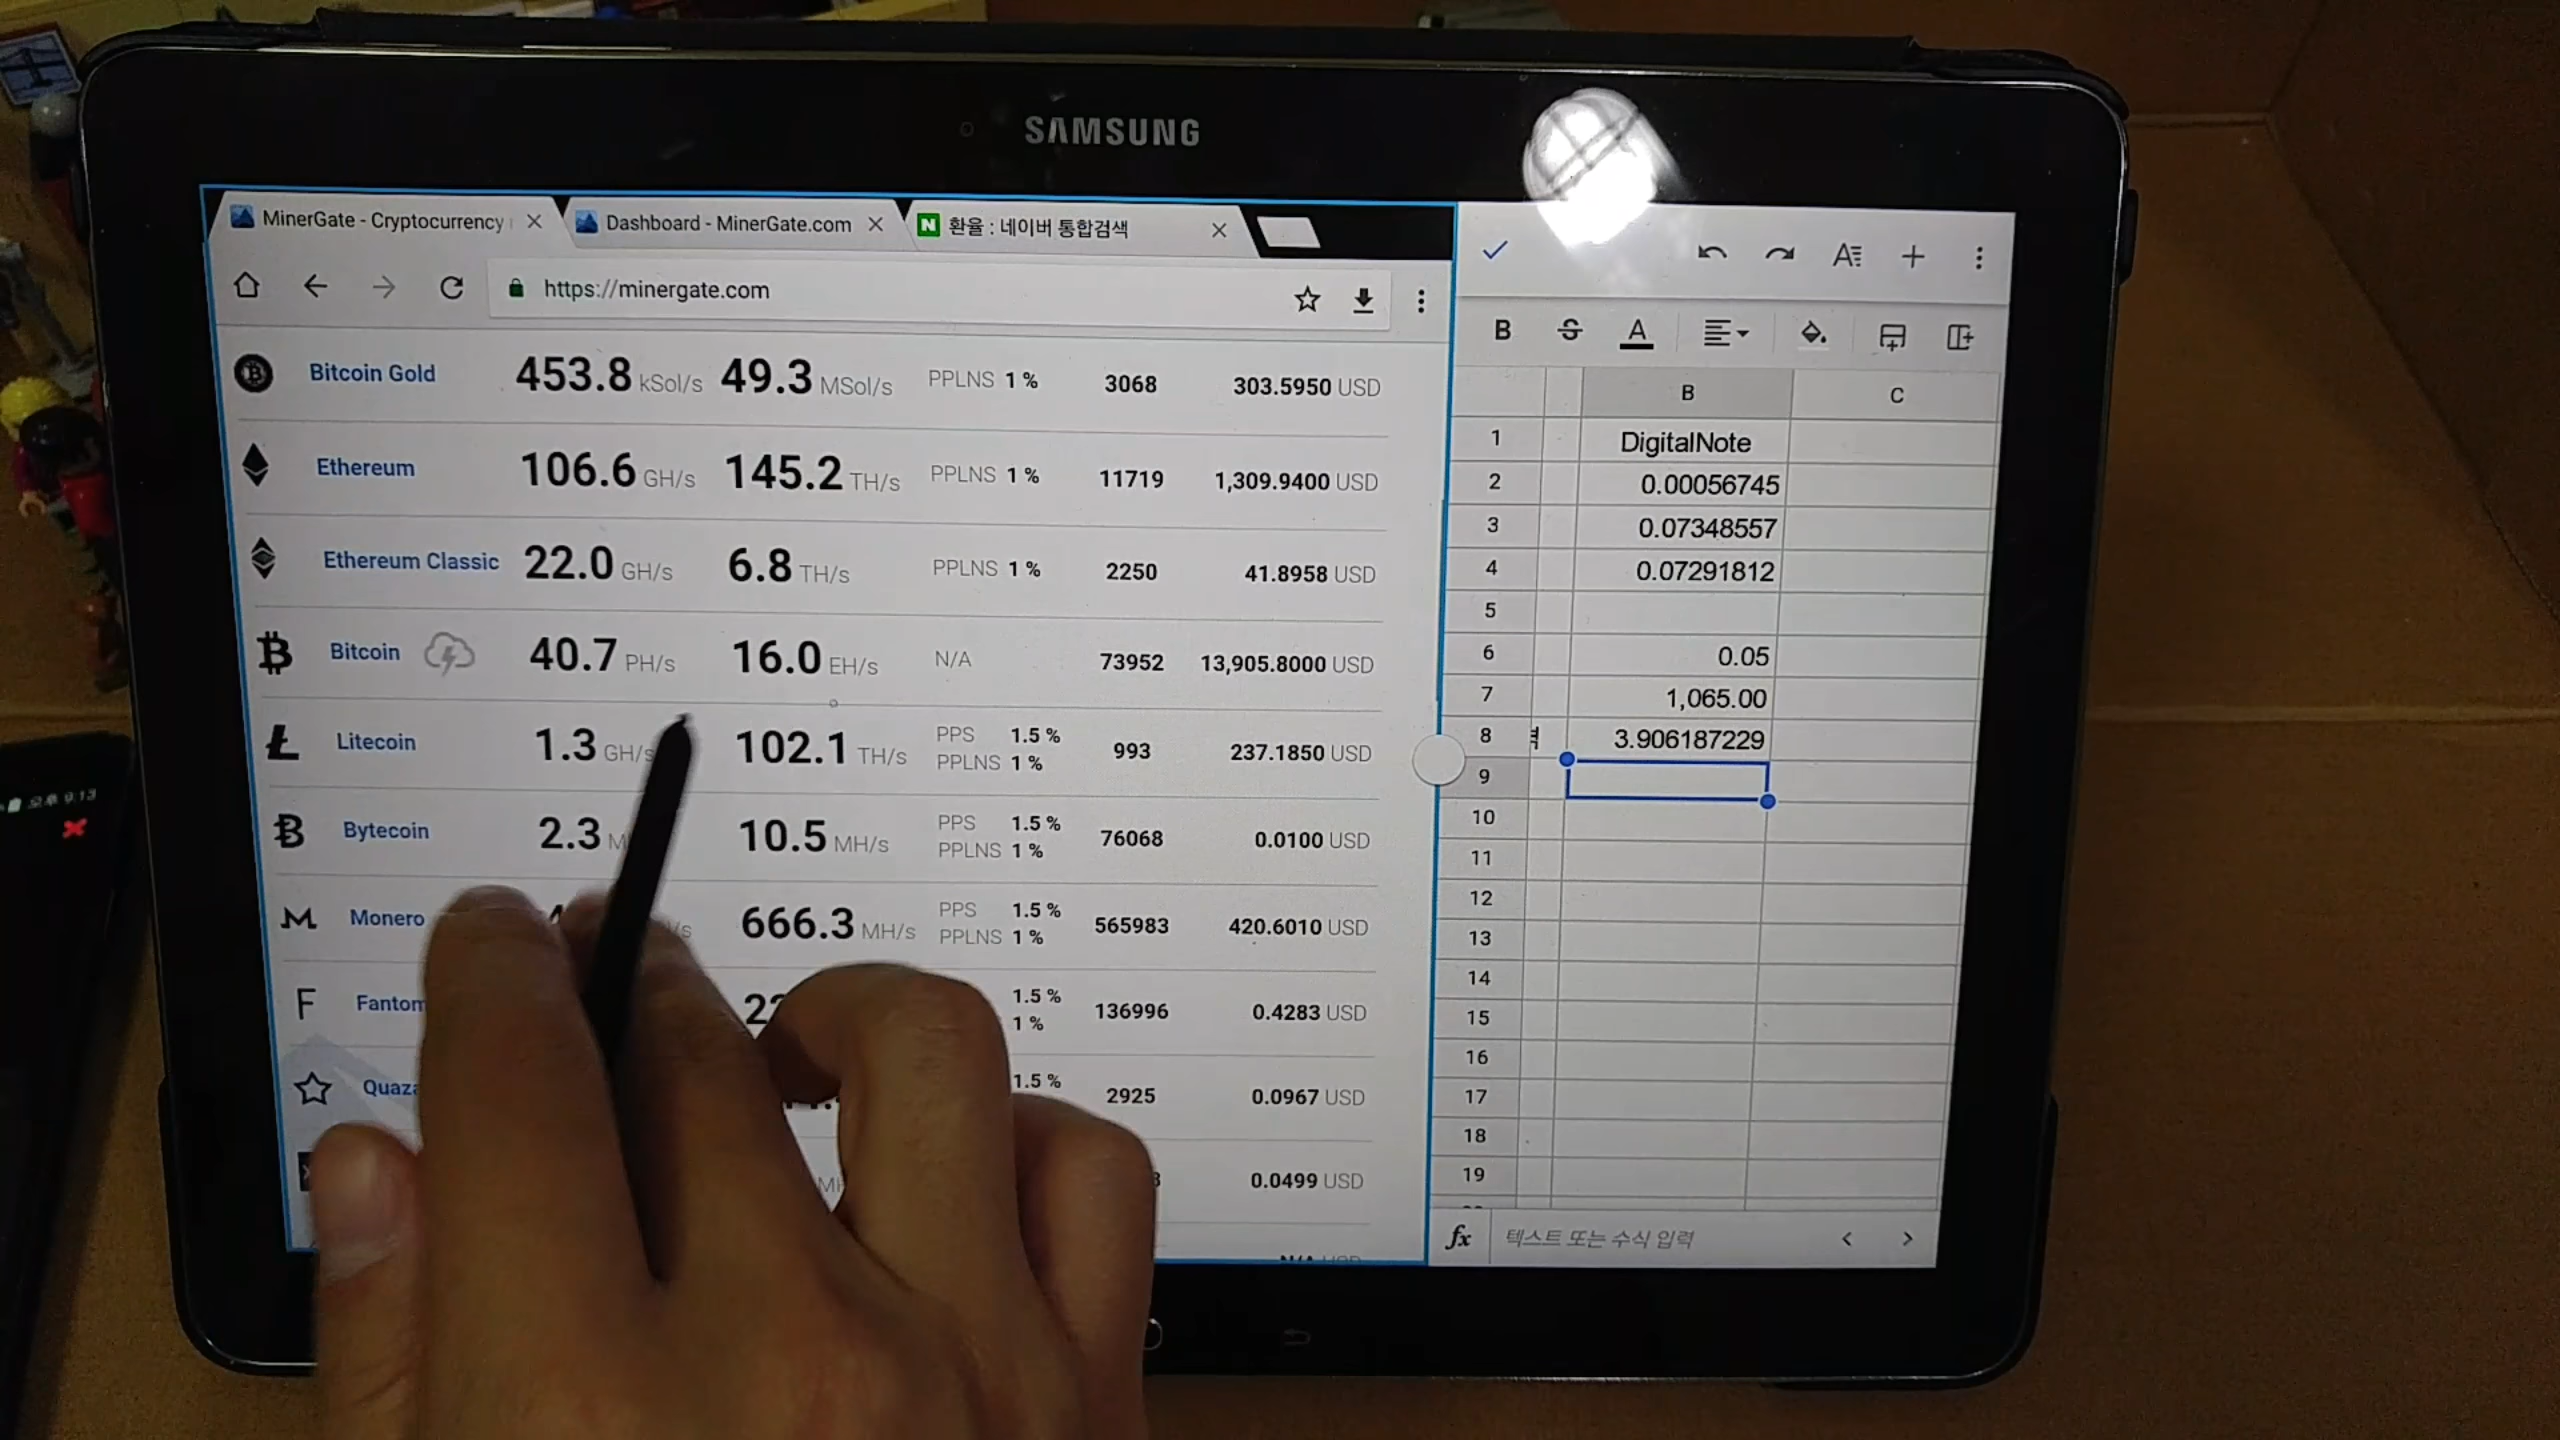 SAMSUNG
MinerGate - Cryptocurrency
Dashboard - MinerGate.com
환율 : 네이버 통합검색
https://minergate.com
Bitcoin Gold 453.8 kSol/s 49.3 MSol/s PPLNS 1 % 3068 303.5950 USD
Ethereum 106.6 GH/s 145.2 TH/s PPLNS 1 % 11719 1,309.9400 USD
Ethereum Classic 22.0 GH/s 6.8 TH/s PPLNS 1 % 2250 41.8958 USD
Bitcoin 40.7 PH/s 16.0 EH/s N/A 73952 13,905.8000 USD
Litecoin 1.3 GH/s 102.1 TH/s PPS 1.5 % 993 237.1850 USD
PPLNS 1 %
Bytecoin 2.3 10.5 MH/s PPS 1.5 % 76068 0.0100 USD
PPLNS 1 %
Monero 666.3 MH/s PPS 1.5 % 565983 420.6010 USD
PPLNS 1 %
Fantom 1.5 % 136996 0.4283 USD
1 %
1.5 % 2925 0.0967 USD
0.0499 USD
B S A
B C
1 DigitalNote
2 0.00056745
3 0.07348557
4 0.07291812
5
6 0.05
7 1,065.00
8 3.906187229
9
10
11
12
13
14
15
16
17
18
19
fx 텍스트 또는 수식 입력
오후 9:13